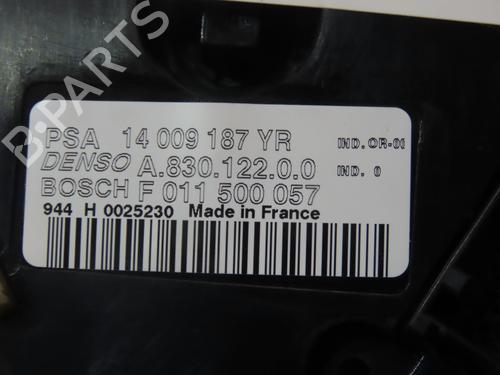 PSA 14 009 187 YR IND.OR-00
DENSO A.830.122.0.0 IND. 0
BOSCH F 011 500 057
944 H 0025230 Made in France
B-PARTS